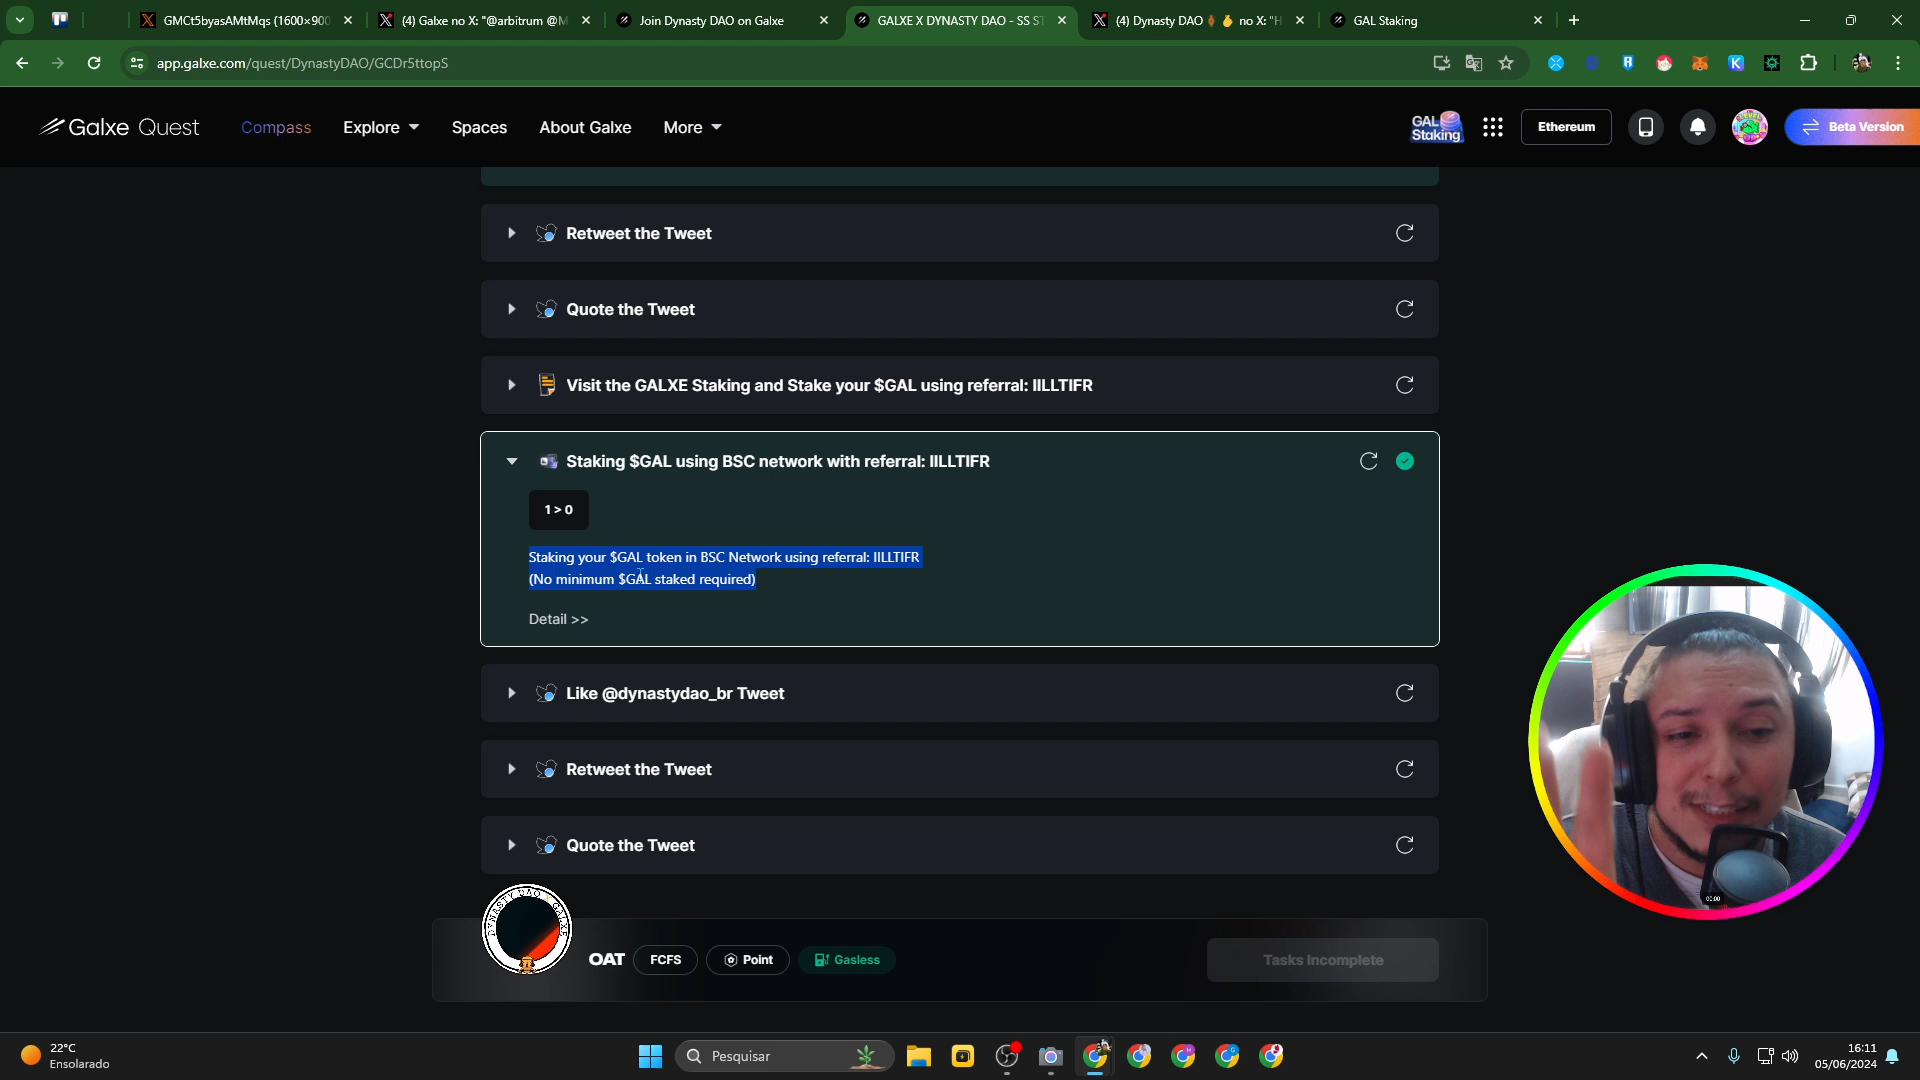 GMCt5byasAMtMqs (1600×900
(4) Galxe no X: "@arbitrum @M
Join Dynasty DAO on Galxe
GALXE X DYNASTY DAO - SS ST
(4) Dynasty DAO no X: "H
GAL Staking
app.galxe.com/quest/DynastyDAO/GCDr5ttopS
Galxe Quest
Compass
Explore
Spaces
About Galxe
More
GAL Staking
Ethereum
Beta Version
Retweet the Tweet
Quote the Tweet
Visit the GALXE Staking and Stake your $GAL using referral: IILLTIFR
Staking $GAL using BSC network with referral: IILLTIFR
1 > 0
Staking your $GAL token in BSC Network using referral: IILLTIFR
(No minimum $GAL staked required)
Detail >>
Like @dynastydao_br Tweet
Retweet the Tweet
Quote the Tweet
DYNASTY DAO X GALXE
OAT
FCFS
Point
Gasless
Tasks Incomplete
00:00
22°C
Ensolarado
Pesquisar
16:11
05/06/2024